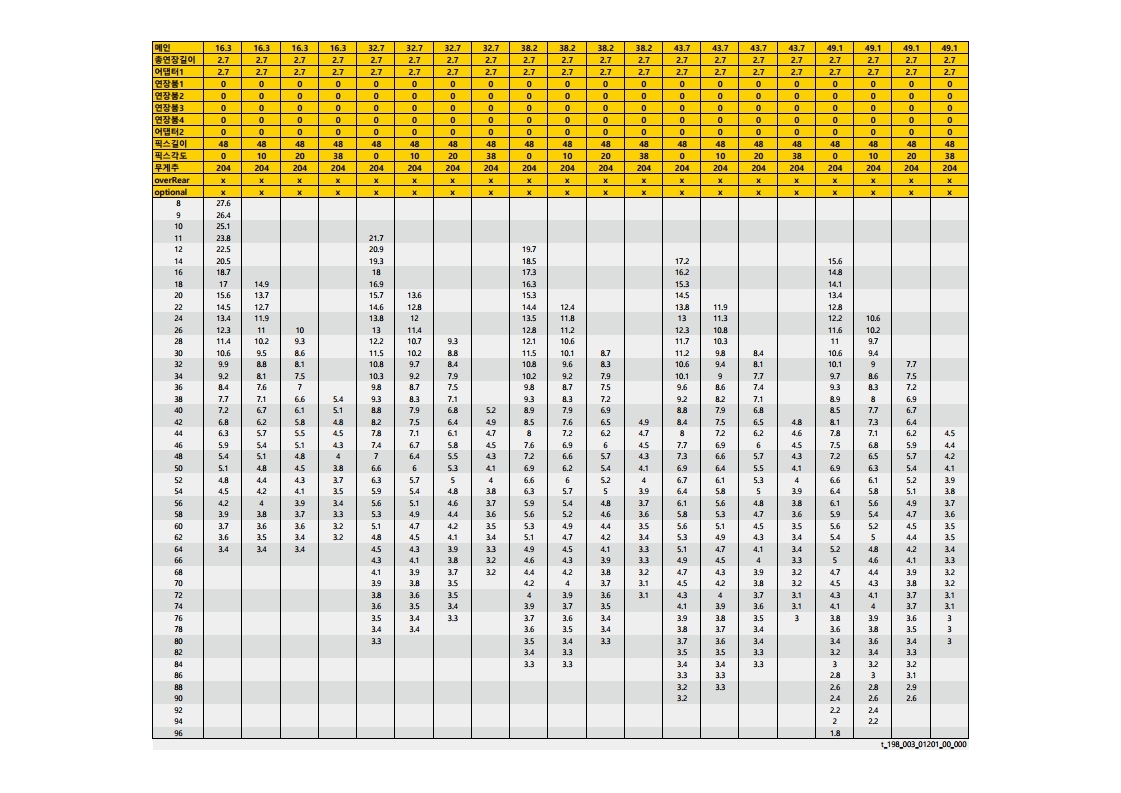 메인 16.3 16.3 16.3 16.3 32.7 32.7 32.7 32.7 38.2 38.2 38.2 38.2 43.7 43.7 43.7 43.7 49.1 49.1 49.1 49.1
총연장길이 2.7 2.7 2.7 2.7 2.7 2.7 2.7 2.7 2.7 2.7 2.7 2.7 2.7 2.7 2.7 2.7 2.7 2.7 2.7 2.7
어댑터1 2.7 2.7 2.7 2.7 2.7 2.7 2.7 2.7 2.7 2.7 2.7 2.7 2.7 2.7 2.7 2.7 2.7 2.7 2.7 2.7
연장붐1 0 0 0 0 0 0 0 0 0 0 0 0 0 0 0 0 0 0 0 0
연장붐2 0 0 0 0 0 0 0 0 0 0 0 0 0 0 0 0 0 0 0 0
연장붐3 0 0 0 0 0 0 0 0 0 0 0 0 0 0 0 0 0 0 0 0
연장붐4 0 0 0 0 0 0 0 0 0 0 0 0 0 0 0 0 0 0 0 0
어댑터2 0 0 0 0 0 0 0 0 0 0 0 0 0 0 0 0 0 0 0 0
픽스길이 48 48 48 48 48 48 48 48 48 48 48 48 48 48 48 48 48 48 48 48
픽스각도 0 10 20 38 0 10 20 38 0 10 20 38 0 10 20 38 0 10 20 38
무게추 204 204 204 204 204 204 204 204 204 204 204 204 204 204 204 204 204 204 204 204
overRear x x x x x x x x x x x x x x x x x x x x
optional x x x x x x x x x x x x x x x x x x x x
8 27.6
9 26.4
10 25.1
11 23.8 21.7
12 22.5 20.9 19.7
14 20.5 19.3 18.5 17.2 15.6
16 18.7 18 17.3 16.2 14.8
18 17 14.9 16.9 16.3 15.3 14.1
20 15.6 13.7 15.7 13.6 15.3 14.5 13.4
22 14.5 12.7 14.6 12.8 14.4 12.4 13.8 11.9 12.8
24 13.4 11.9 13.8 12 13.5 11.8 13 11.3 12.2 10.6
26 12.3 11 10 13 11.4 12.8 11.2 12.3 10.8 11.6 10.2
28 11.4 10.2 9.3 12.2 10.7 9.3 12.1 10.6 11.7 10.3 11 9.7
30 10.6 9.5 8.6 11.5 10.2 8.8 11.5 10.1 8.7 11.2 9.8 8.4 10.6 9.4
32 9.9 8.8 8.1 10.8 9.7 8.4 10.8 9.6 8.3 10.6 9.4 8.1 10.1 9 7.7
34 9.2 8.1 7.5 10.3 9.2 7.9 10.2 9.2 7.9 10.1 9 7.7 9.7 8.6 7.5
36 8.4 7.6 7 9.8 8.7 7.5 9.8 8.7 7.5 9.6 8.6 7.4 9.3 8.3 7.2
38 7.7 7.1 6.6 5.4 9.3 8.3 7.1 9.3 8.3 7.2 9.2 8.2 7.1 8.9 8 6.9
40 7.2 6.7 6.1 5.1 8.8 7.9 6.8 5.2 8.9 7.9 6.9 8.8 7.9 6.8 8.5 7.7 6.7
42 6.8 6.2 5.8 4.8 8.2 7.5 6.4 4.9 8.5 7.6 6.5 4.9 8.4 7.5 6.5 4.8 8.1 7.3 6.4
44 6.3 5.7 5.5 4.5 7.8 7.1 6.1 4.7 8 7.2 6.2 4.7 8 7.2 6.2 4.6 7.8 7.1 6.2 4.5
46 5.9 5.4 5.1 4.3 7.4 6.7 5.8 4.5 7.6 6.9 6 4.5 7.7 6.9 6 4.5 7.5 6.8 5.9 4.4
48 5.4 5.1 4.8 4 7 6.4 5.5 4.3 7.2 6.6 5.7 4.3 7.3 6.6 5.7 4.3 7.2 6.5 5.7 4.2
50 5.1 4.8 4.5 3.8 6.6 6 5.3 4.1 6.9 6.2 5.4 4.1 6.9 6.4 5.5 4.1 6.9 6.3 5.4 4.1
52 4.8 4.4 4.3 3.7 6.3 5.7 5 4 6.6 6 5.2 4 6.7 6.1 5.3 4 6.6 6.1 5.2 3.9
54 4.5 4.2 4.1 3.5 5.9 5.4 4.8 3.8 6.3 5.7 5 3.9 6.4 5.8 5 3.9 6.4 5.8 5.1 3.8
56 4.2 4 3.9 3.4 5.6 5.1 4.6 3.7 5.9 5.4 4.8 3.7 6.1 5.6 4.8 3.8 6.1 5.6 4.9 3.7
58 3.9 3.8 3.7 3.3 5.3 4.9 4.4 3.6 5.6 5.2 4.6 3.6 5.8 5.3 4.7 3.6 5.9 5.4 4.7 3.6
60 3.7 3.6 3.6 3.2 5.1 4.7 4.2 3.5 5.3 4.9 4.4 3.5 5.6 5.1 4.5 3.5 5.6 5.2 4.5 3.5
62 3.6 3.5 3.4 3.2 4.8 4.5 4.1 3.4 5.1 4.7 4.2 3.4 5.3 4.9 4.3 3.4 5.4 5 4.4 3.5
64 3.4 3.4 3.4 4.5 4.3 3.9 3.3 4.9 4.5 4.1 3.3 5.1 4.7 4.1 3.4 5.2 4.8 4.2 3.4
66 4.3 4.1 3.8 3.2 4.6 4.3 3.9 3.3 4.9 4.5 4 3.3 5 4.6 4.1 3.3
68 4.1 3.9 3.7 3.2 4.4 4.2 3.8 3.2 4.7 4.3 3.9 3.2 4.7 4.4 3.9 3.2
70 3.9 3.8 3.5 4.2 4 3.7 3.1 4.5 4.2 3.8 3.2 4.5 4.3 3.8 3.2
72 3.8 3.6 3.5 4 3.9 3.6 3.1 4.3 4 3.7 3.1 4.3 4.1 3.7 3.1
74 3.6 3.5 3.4 3.9 3.7 3.5 4.1 3.9 3.6 3.1 4.1 4 3.7 3.1
76 3.5 3.4 3.3 3.7 3.6 3.4 3.9 3.8 3.5 3 3.8 3.9 3.6 3
78 3.4 3.4 3.6 3.5 3.4 3.8 3.7 3.4 3.6 3.8 3.5 3
80 3.3 3.5 3.4 3.3 3.7 3.6 3.4 3.4 3.6 3.4 3
82 3.4 3.3 3.5 3.5 3.3 3.2 3.4 3.3
84 3.3 3.3 3.4 3.4 3.3 3 3.2 3.2
86 3.3 3.3 2.8 3 3.1
88 3.2 3.3 2.6 2.8 2.9
90 3.2 2.4 2.6 2.6
92 2.2 2.4
94 2 2.2
96 1.8
t_198_003_01201_00_000